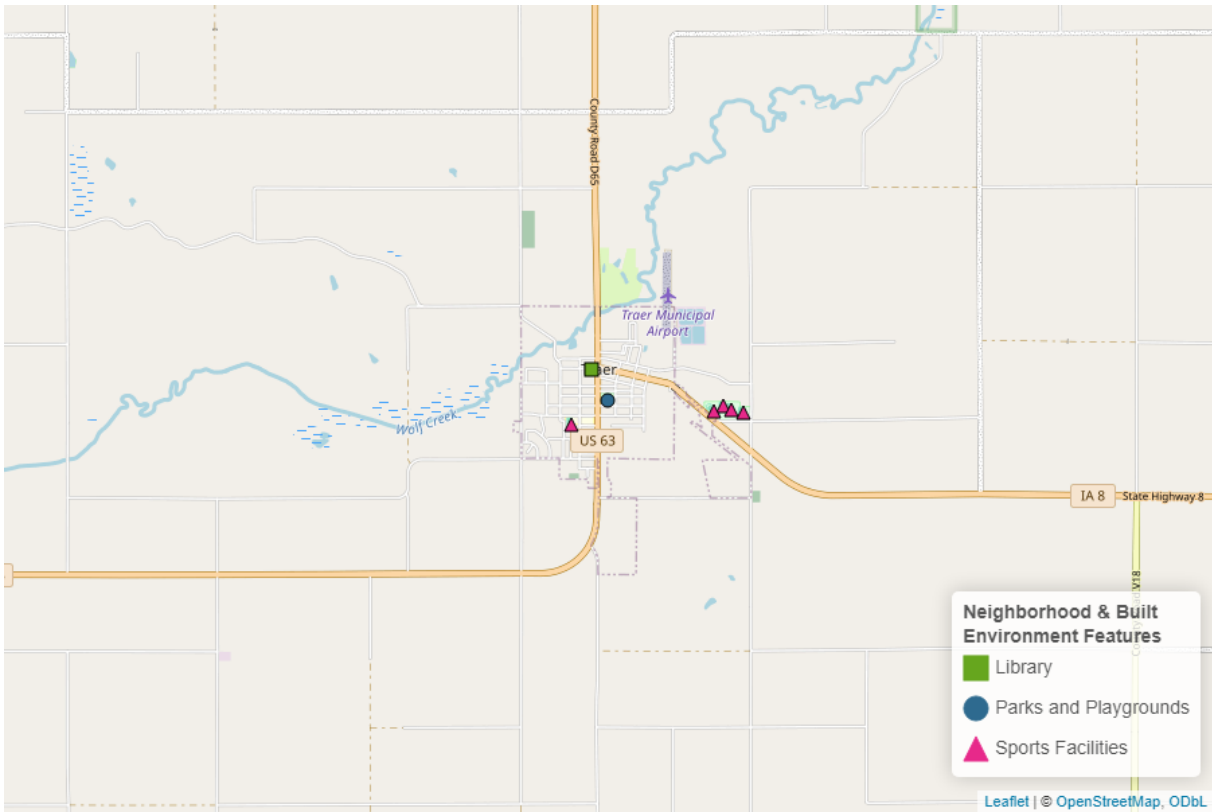 County Road D65
Traer Municipal
Airport
Wolf Creek
US 63
IA 8
State Highway 8
V18
Neighborhood & Built
Environment Features
Library
Parks and Playgrounds
Sports Facilities
Leaflet | © OpenStreetMap, ODbL